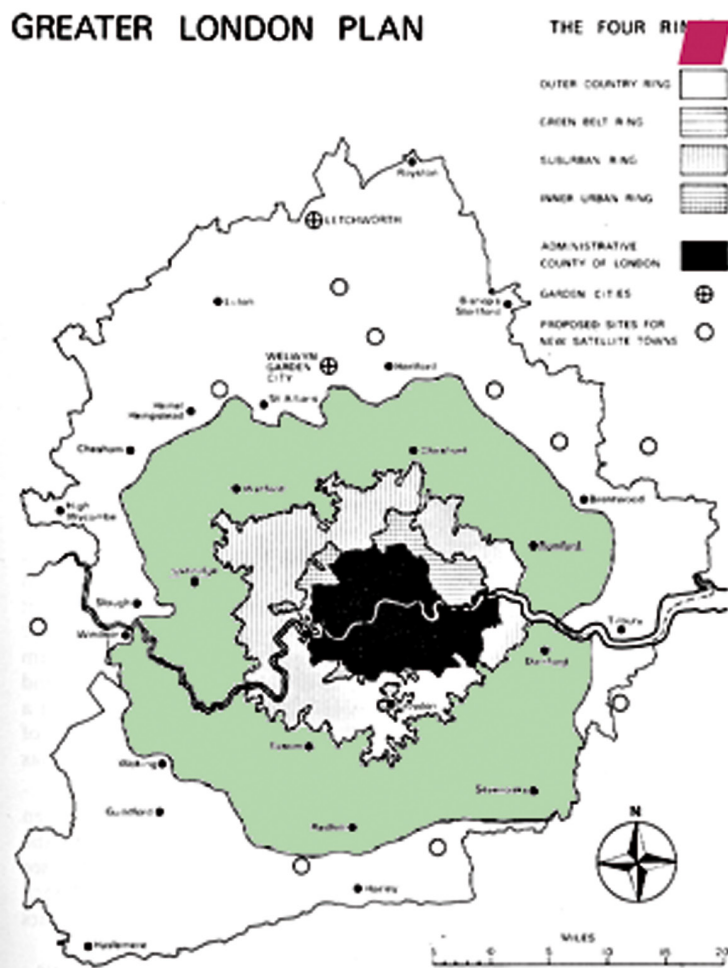 GREATER LONDON PLAN
THE FOUR RIN
OUTER COUNTRY RING
GREEN BELT RING
SUBURBAN RING
INNER URBAN RING
ADMINISTRATIVE
COUNTY OF LONDON
GARDEN CITIES
PROPOSED SITES FOR
NEW SATELLITE TOWNS
Royston
LETCHWORTH
Luton
Bishop's
Stortford
WELWYN
GARDEN
CITY
Hertford
St Albans
Hemel
Hempstead
Chesham
Cheshunt
Watford
High
Wycombe
Brentwood
Romford
Uxbridge
Slough
Windsor
Tilbury
Dartford
Croydon
Epsom
Woking
Sevenoaks
Guildford
Redhill
N
Horley
Haslemere
MILES
5 0 5 10 15 20